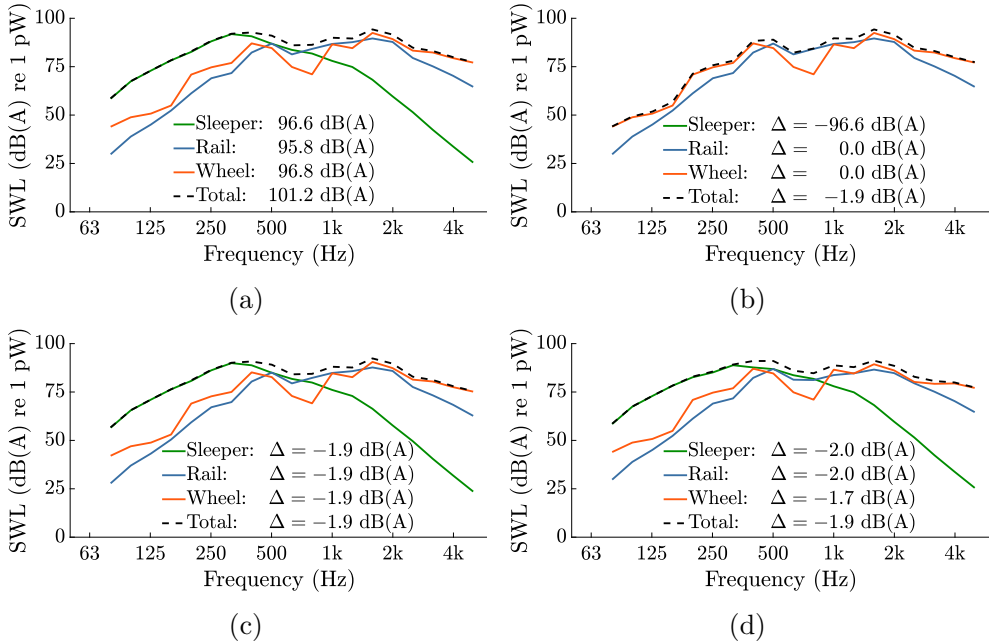 SWL (dB(A) re 1 pW)
100
75
50
25
0
Sleeper: 96.6 dB(A)
Rail: 95.8 dB(A)
Wheel: 96.8 dB(A)
Total: 101.2 dB(A)
63 125 250 500 1k 2k 4k
Frequency (Hz)
(a)
SWL (dB(A) re 1 pW)
100
75
50
25
0
Sleeper: Δ = −96.6 dB(A)
Rail: Δ = 0.0 dB(A)
Wheel: Δ = 0.0 dB(A)
Total: Δ = −1.9 dB(A)
63 125 250 500 1k 2k 4k
Frequency (Hz)
(b)
SWL (dB(A) re 1 pW)
100
75
50
25
0
Sleeper: Δ = −1.9 dB(A)
Rail: Δ = −1.9 dB(A)
Wheel: Δ = −1.9 dB(A)
Total: Δ = −1.9 dB(A)
63 125 250 500 1k 2k 4k
Frequency (Hz)
(c)
SWL (dB(A) re 1 pW)
100
75
50
25
0
Sleeper: Δ = −2.0 dB(A)
Rail: Δ = −2.0 dB(A)
Wheel: Δ = −1.7 dB(A)
Total: Δ = −1.9 dB(A)
63 125 250 500 1k 2k 4k
Frequency (Hz)
(d)